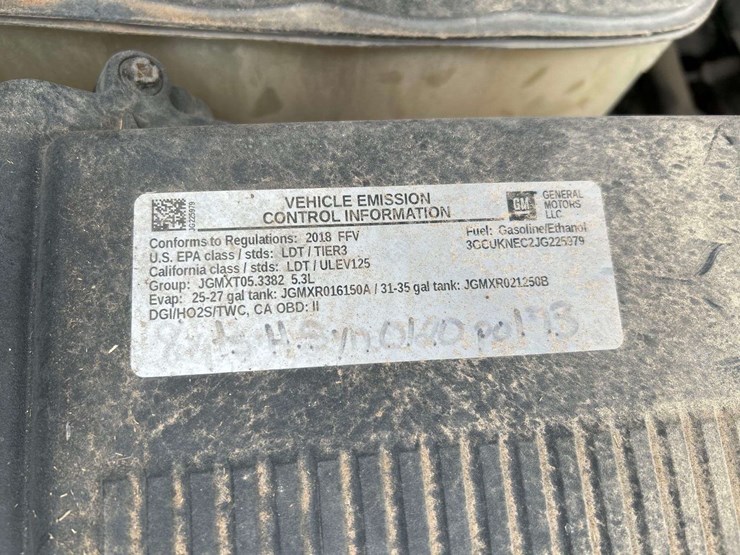 VEHICLE EMISSION
CONTROL INFORMATION
GM
GENERAL
MOTORS
LLC
JG225979
Conforms to Regulations: 2018 FFV
Fuel: Gasoline/Ethanol
U.S. EPA class / stds: LDT / TIER3
3GCUKNEC2JG225979
California class / stds: LDT / ULEV125
Group: JGMXT05.3382 5.3L
Evap: 25-27 gal tank: JGMXR016150A / 31-35 gal tank: JGMXR021250B
DGI/HO2S/TWC, CA OBD: II